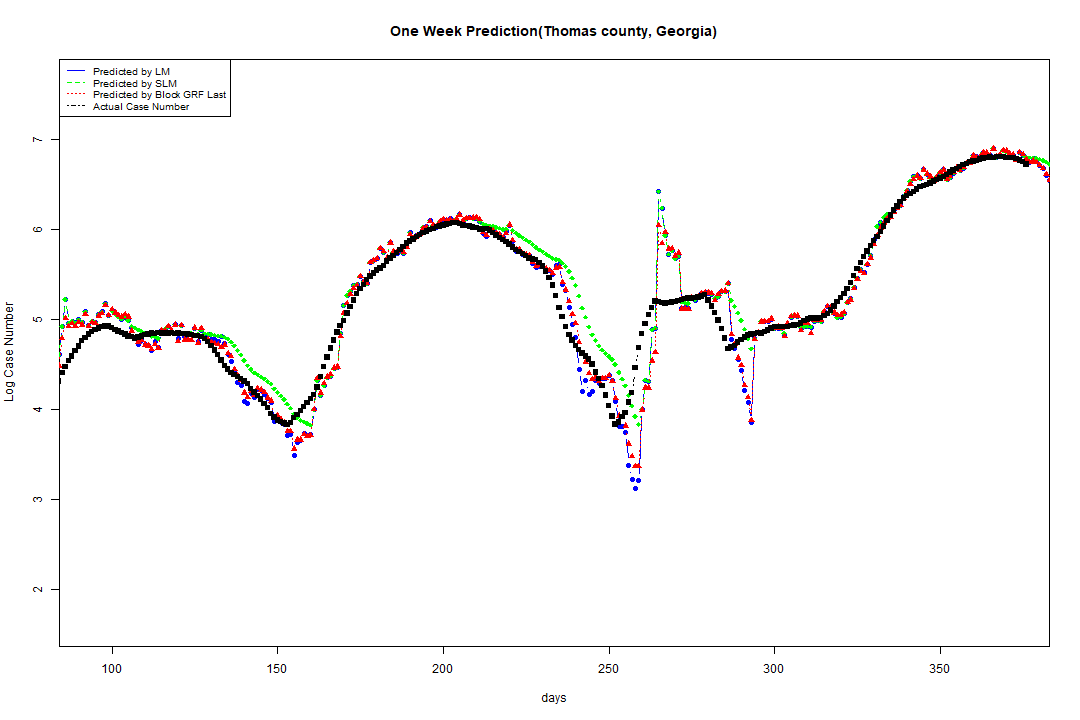 One Week Prediction(Thomas county, Georgia)
Predicted by LM
Predicted by SLM
Predicted by Block GRF Last
Actual Case Number
7
6
5
4
3
2
Log Case Number
100 150 200 250 300 350
days